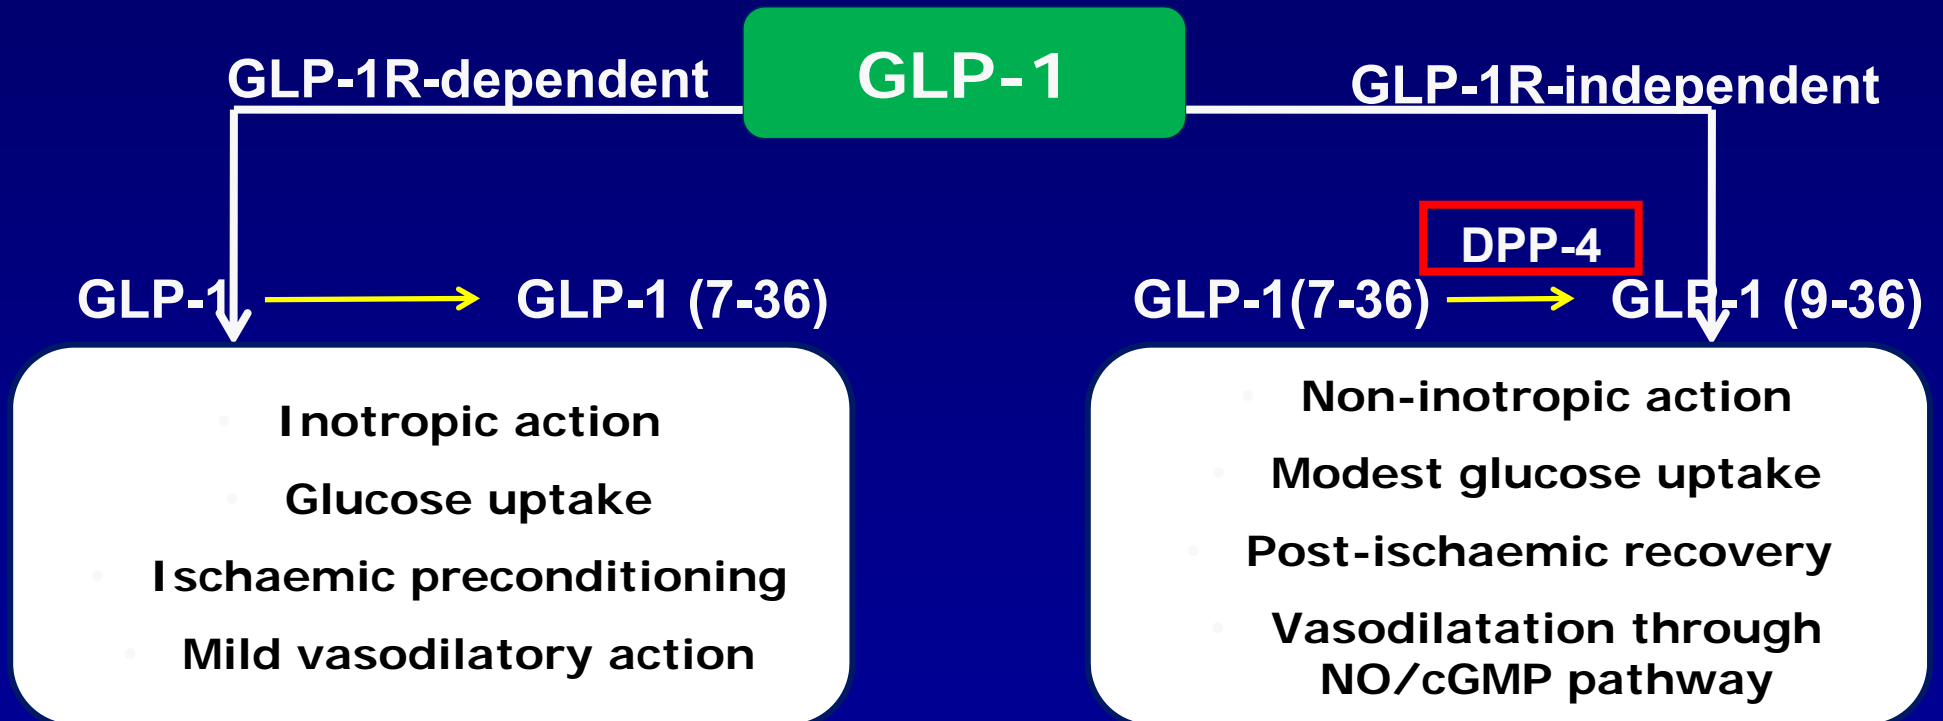 GLP-1
GLP-1R-dependent
GLP-1R-independent
DPP-4
GLP-1
GLP-1 (7-36)
GLP-1(7-36)
GLP-1 (9-36)
• Inotropic action
• Glucose uptake
• Ischaemic preconditioning
• Mild vasodilatory action
• Non-inotropic action
• Modest glucose uptake
• Post-ischaemic recovery
• Vasodilatation through
NO/cGMP pathway